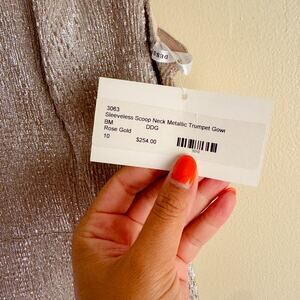 3063
Sleeveless Scoop Neck Metallic Trumpet Gown
BM DDG
Rose Gold
10 $254.00